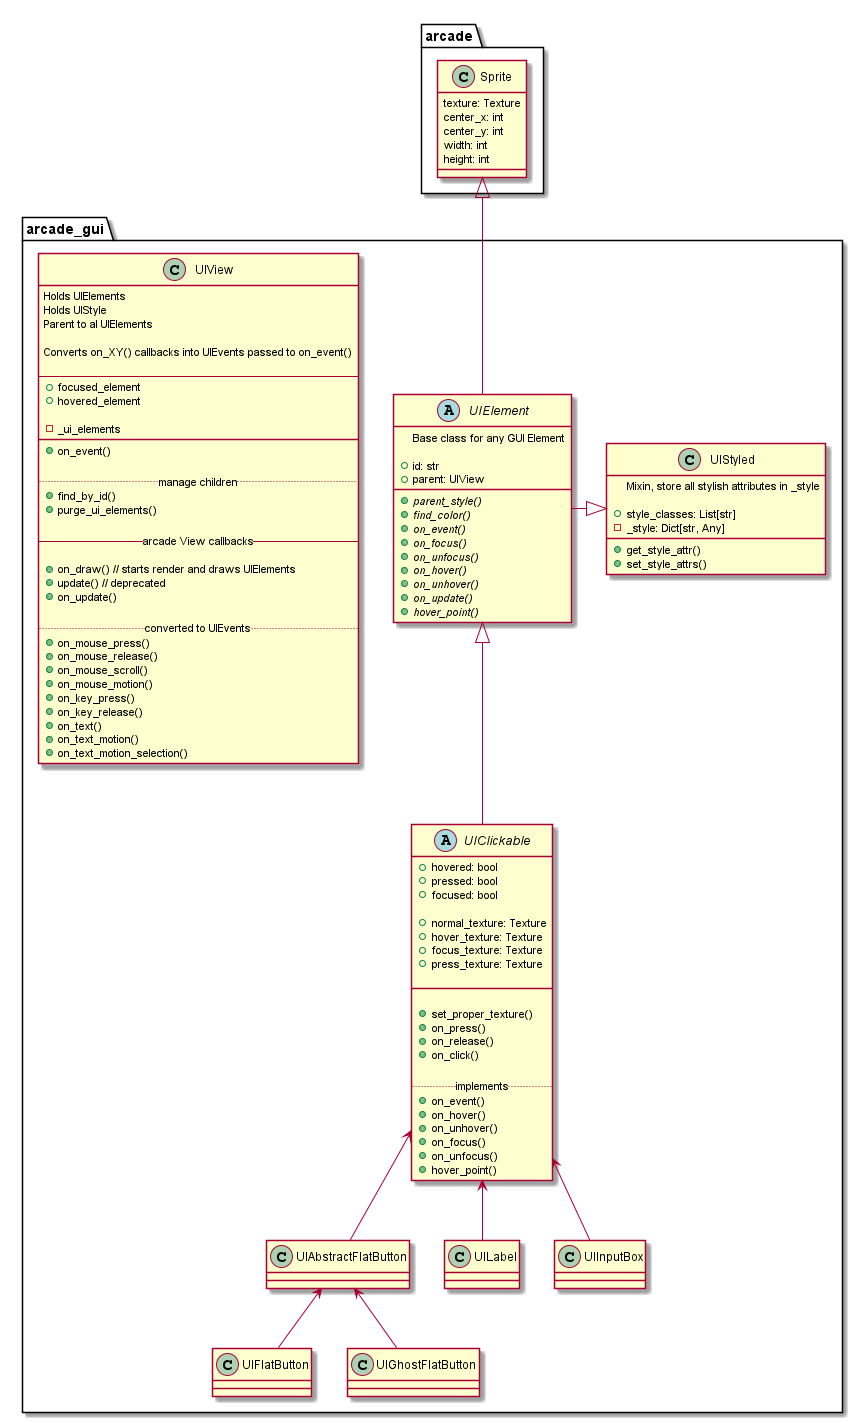 arcade
C Sprite
texture: Texture
center_x: int
center_y: int
width: int
height: int
arcade_gui
C UIView
Holds UIElements
Holds UIStyle
Parent to al UIElements
Converts on_XY() callbacks into UIEvents passed to on_event()
focused_element
hovered_element
_ui_elements
on_event()
manage children
find_by_id()
purge_ui_elements()
arcade View callbacks
on_draw() // starts render and draws UIElements
update() // deprecated
on_update()
converted to UIEvents
on_mouse_press()
on_mouse_release()
on_mouse_scroll()
on_mouse_motion()
on_key_press()
on_key_release()
on_text()
on_text_motion()
on_text_motion_selection()
A UIElement
Base class for any GUI Element
id: str
parent: UIView
parent_style()
find_color()
on_event()
on_focus()
on_unfocus()
on_hover()
on_unhover()
on_update()
hover_point()
C UIStyled
Mixin, store all stylish attributes in _style
style_classes: List[str]
_style: Dict[str, Any]
get_style_attr()
set_style_attrs()
A UIClickable
hovered: bool
pressed: bool
focused: bool
normal_texture: Texture
hover_texture: Texture
focus_texture: Texture
press_texture: Texture
set_proper_texture()
on_press()
on_release()
on_click()
implements
on_event()
on_hover()
on_unhover()
on_focus()
on_unfocus()
hover_point()
C UIAbstractFlatButton
C UILabel
C UIInputBox
C UIFlatButton
C UIGhostFlatButton